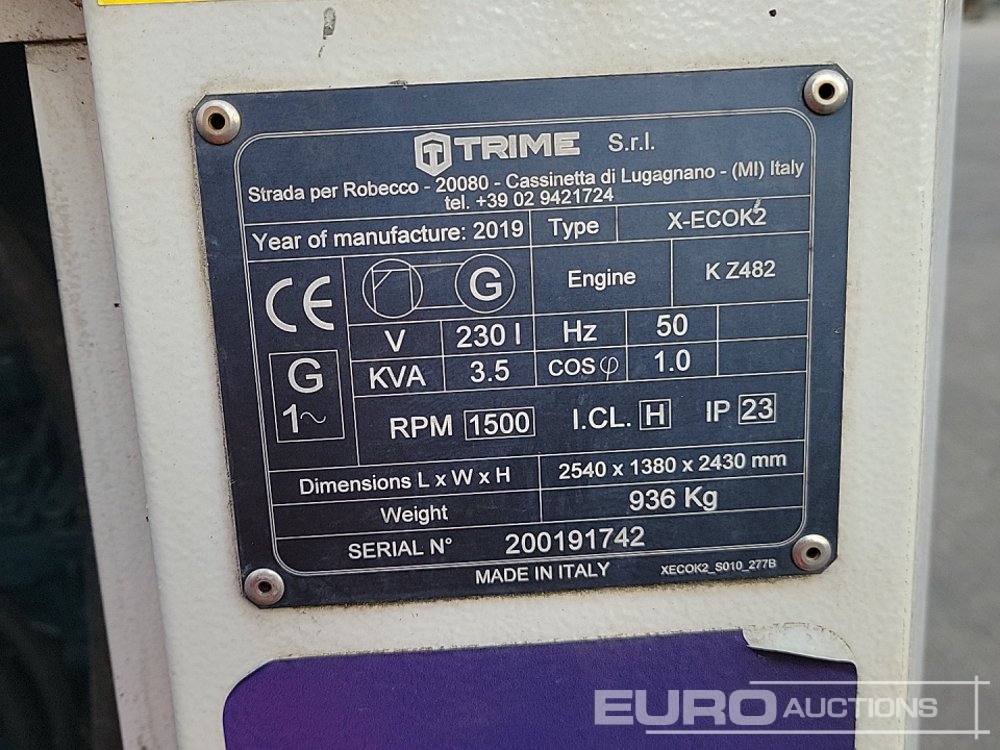 TRIME S.r.l.
Strada per Robecco - 20080 - Cassinetta di Lugagnano - (MI) Italy
tel. +39 02 9421724
Year of manufacture: 2019 Type X-ECOK2
CE G Engine K Z482
V 230 I Hz 50
G KVA 3.5 COSφ 1.0
1~ RPM 1500 I.CL. H IP 23
Dimensions L x W x H 2540 x 1380 x 2430 mm
Weight 936 Kg
SERIAL N° 200191742
MADE IN ITALY XECOK2_S010_277B
EURO AUCTIONS